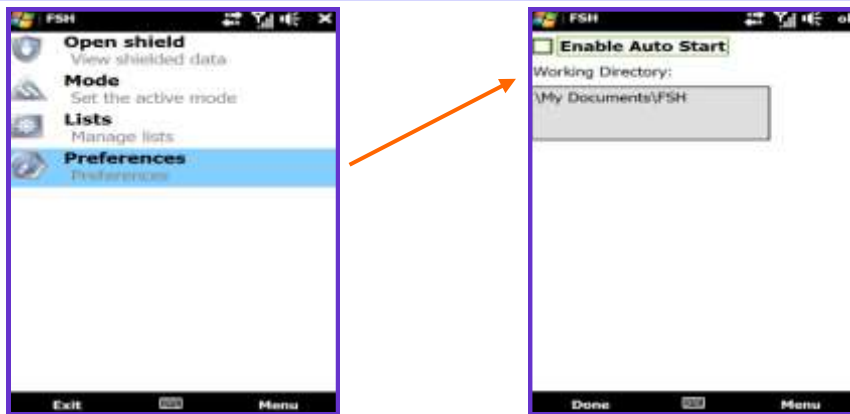 FSH
Open shield
View shielded data
Mode
Set the active mode
Lists
Manage lists
Preferences
Preferences
Exit
Menu
FSH
ok
Enable Auto Start
Working Directory:
\My Documents\FSH
Done
Menu